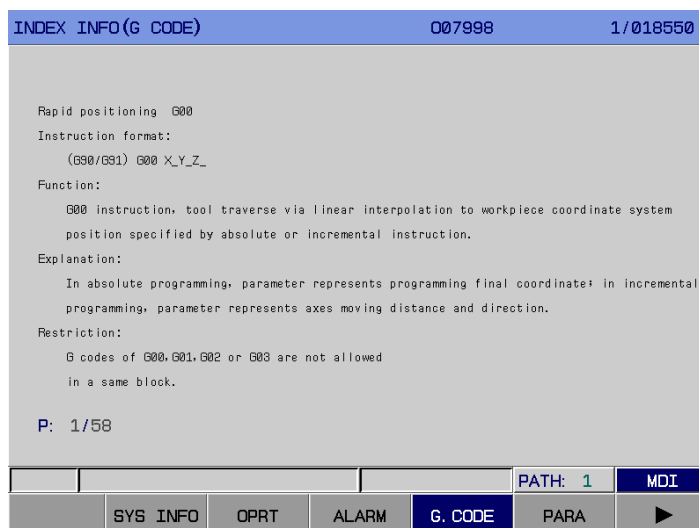 INDEX INFO(G CODE) O07998 1/018550
Rapid positioning G00
Instruction format:
(G90/G91) G00 X_Y_Z_
Function:
G00 instruction, tool traverse via linear interpolation to workpiece coordinate system
position specified by absolute or incremental instruction.
Explanation:
In absolute programming, parameter represents programming final coordinate; in incremental
programming, parameter represents axes moving distance and direction.
Restriction:
G codes of G00,G01,G02 or G03 are not allowed
in a same block.
P: 1/58
PATH: 1 MDI
SYS INFO OPRT ALARM G. CODE PARA